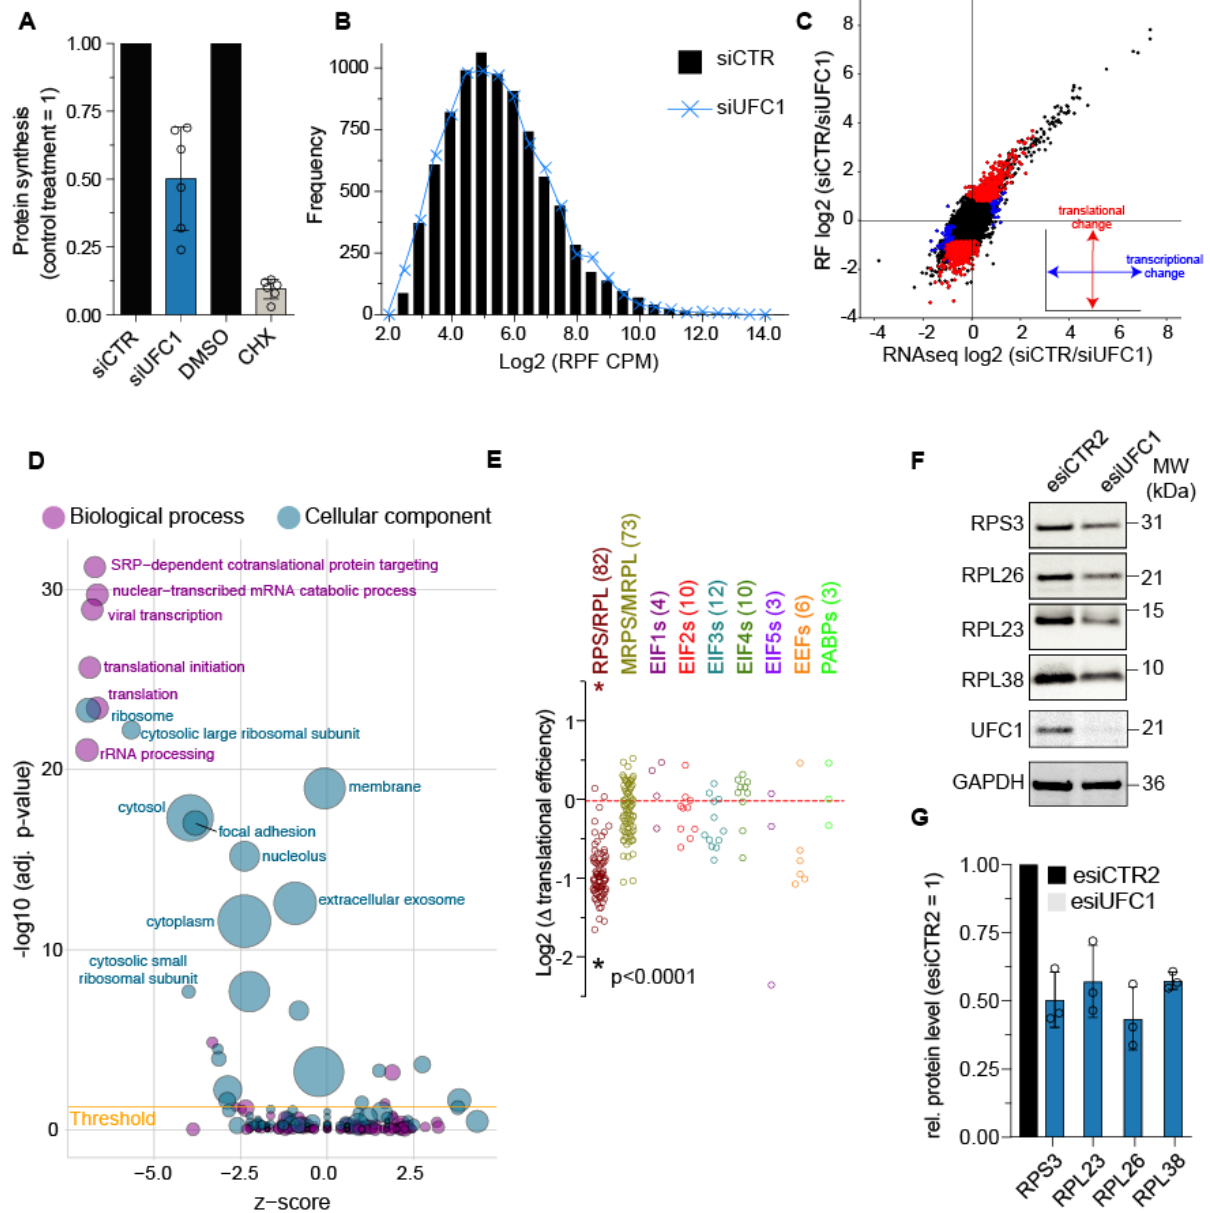 A
Protein synthesis
(control treatment = 1)
1.00
0.75
0.50
0.25
0.00
siCTR
siUFC1
DMSO
CHX
B
Frequency
1000
750
500
250
0
2.0
4.0
6.0
8.0
10.0
12.0
14.0
Log2 (RPF CPM)
siCTR
siUFC1
C
RF log2 (siCTR/siUFC1)
8
6
4
2
0
-2
-4
-4
-2
0
2
4
6
8
RNAseq log2 (siCTR/siUFC1)
translational
change
transcriptional
change
D
Biological process
Cellular component
-log10 (adj. p-value)
30
20
10
0
SRP-dependent cotranslational protein targeting
nuclear-transcribed mRNA catabolic process
viral transcription
translational initiation
translation
ribosome
cytosolic large ribosomal subunit
rRNA processing
membrane
cytosol
focal adhesion
nucleolus
extracellular exosome
cytoplasm
cytosolic small
ribosomal subunit
Threshold
-5.0
-2.5
0.0
2.5
z-score
E
RPS/RPL (82)
MRPS/MRPL (73)
EIF1s (4)
EIF2s (10)
EIF3s (12)
EIF4s (10)
EIF5s (3)
EEFs (6)
PABPs (3)
Log2 (Δ translational effciency)
1
0
-1
-2
*
* p<0.0001
F
esiCTR2
esiUFC1
MW
(kDa)
RPS3
31
RPL26
21
RPL23
15
RPL38
10
UFC1
21
GAPDH
36
G
rel. protein level (esiCTR2 = 1)
1.00
0.75
0.50
0.25
0.00
esiCTR2
esiUFC1
RPS3
RPL23
RPL26
RPL38